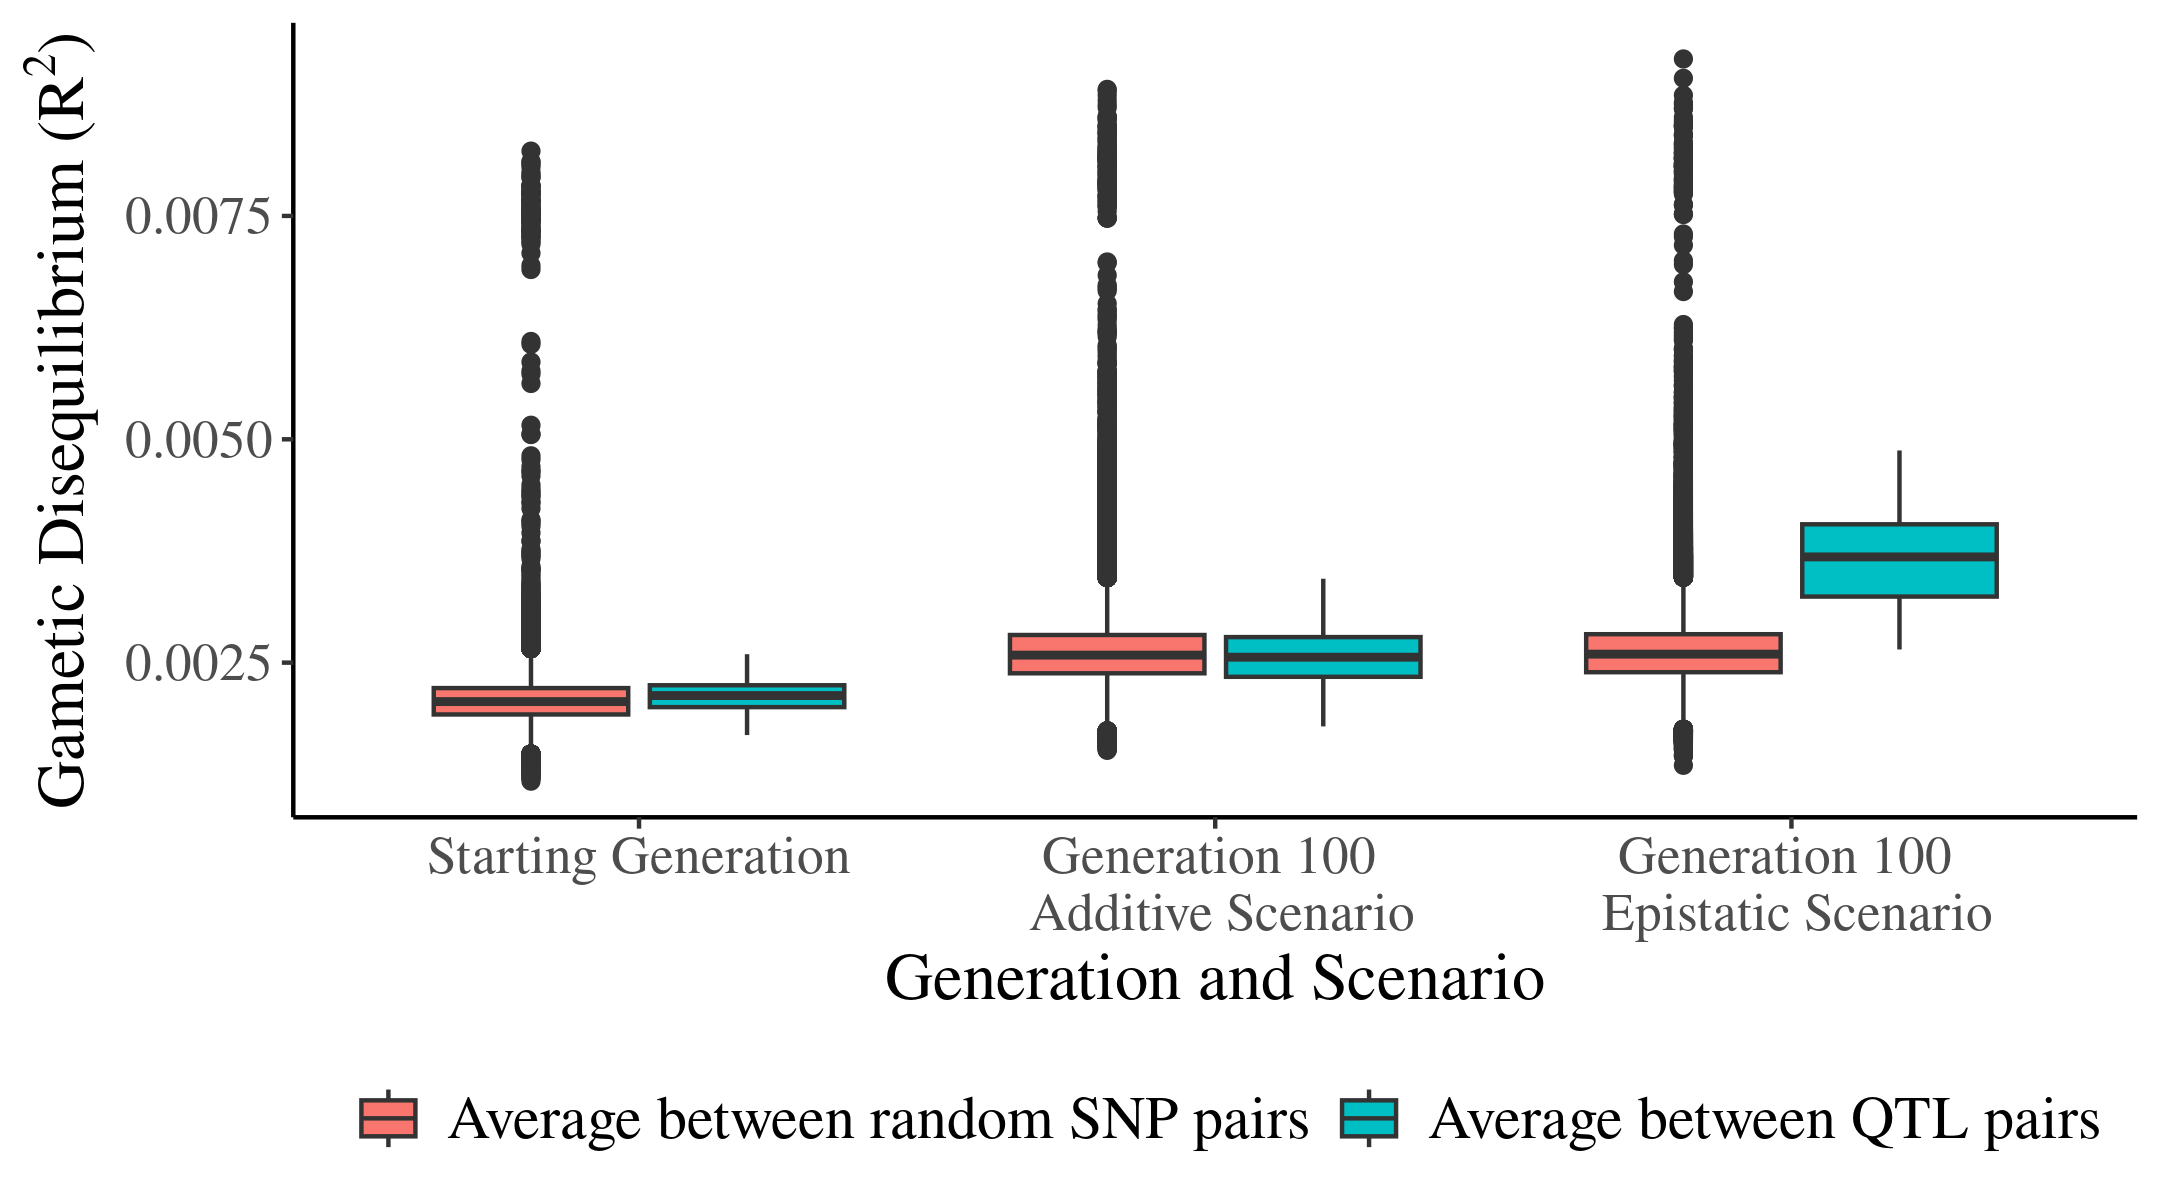 Gametic Disequilibrium (R²)
0.0075
0.0050
0.0025
Starting Generation
Generation 100
Additive Scenario
Generation 100
Epistatic Scenario
Generation and Scenario
Average between random SNP pairs
Average between QTL pairs